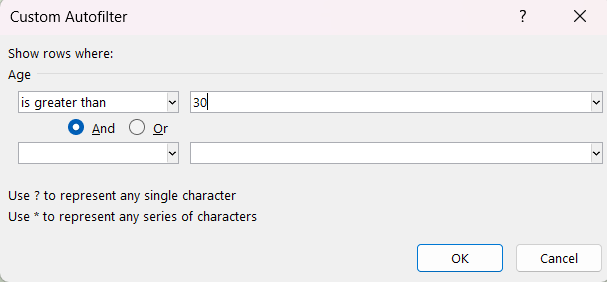 Custom Autofilter ?
Show rows where:
Age
is greater than 30
And Or
Use ? to represent any single character
Use * to represent any series of characters
OK Cancel